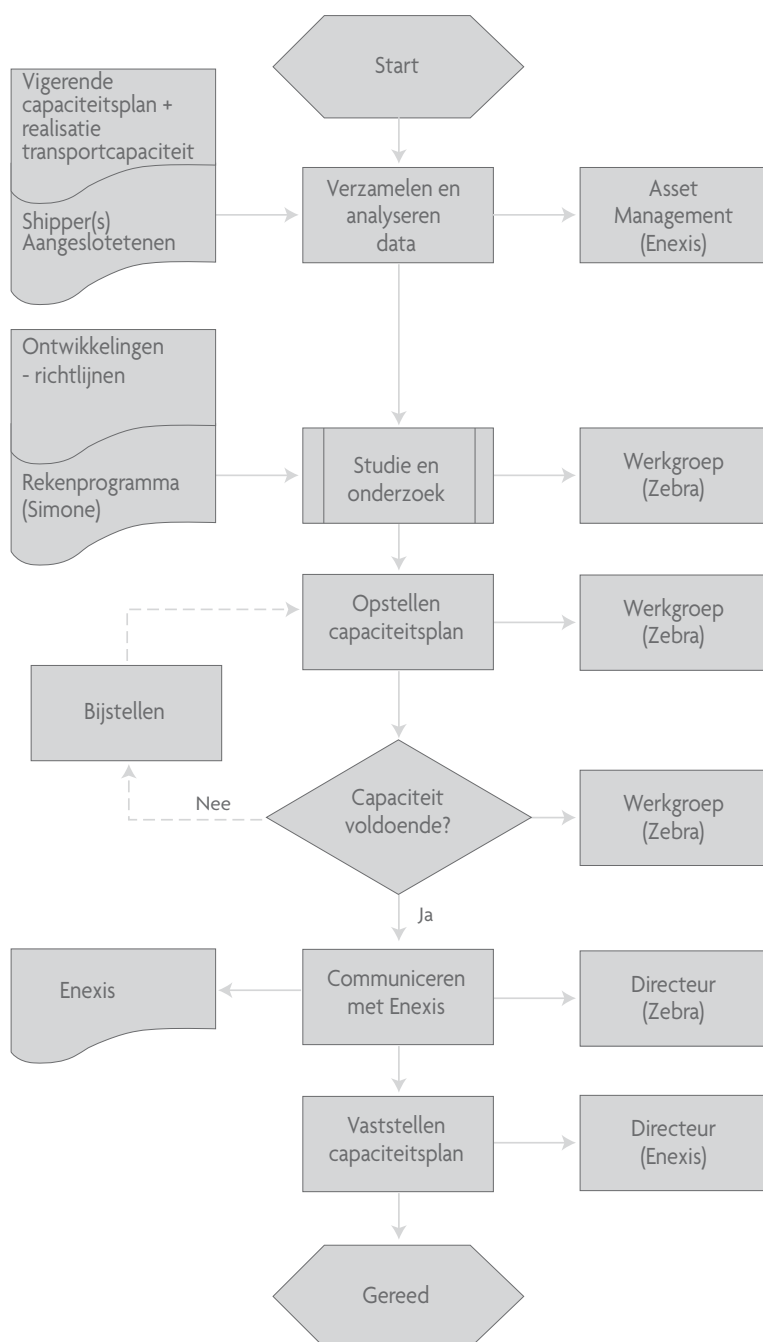 Start
Vigerende
capaciteitsplan +
realisatie
transportcapaciteit
Shipper(s)
Aangeslotetenen
Verzamelen en
analyseren
data
Asset
Management
(Enexis)
Ontwikkelingen
- richtlijnen
Rekenprogramma
(Simone)
Studie en
onderzoek
Werkgroep
(Zebra)
Opstellen
capaciteitsplan
Werkgroep
(Zebra)
Bijstellen
Nee
Capaciteit
voldoende?
Werkgroep
(Zebra)
Ja
Enexis
Communiceren
met Enexis
Directeur
(Zebra)
Vaststellen
capaciteitsplan
Directeur
(Enexis)
Gereed